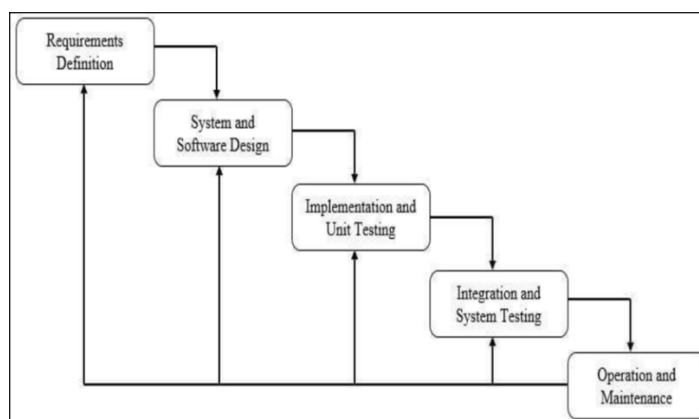 Requirements
Definition
System and
Software Design
Implementation and
Unit Testing
Integration and
System Testing
Operation and
Maintenance